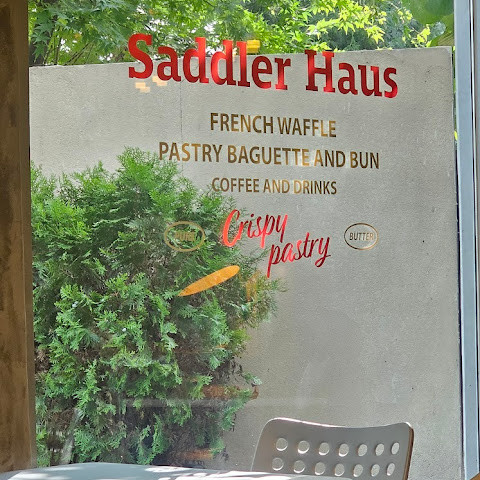 Saddler Haus
FRENCH WAFFLE
PASTRY BAGUETTE AND BUN
COFFEE AND DRINKS
Crispy
pastry
BUTTER